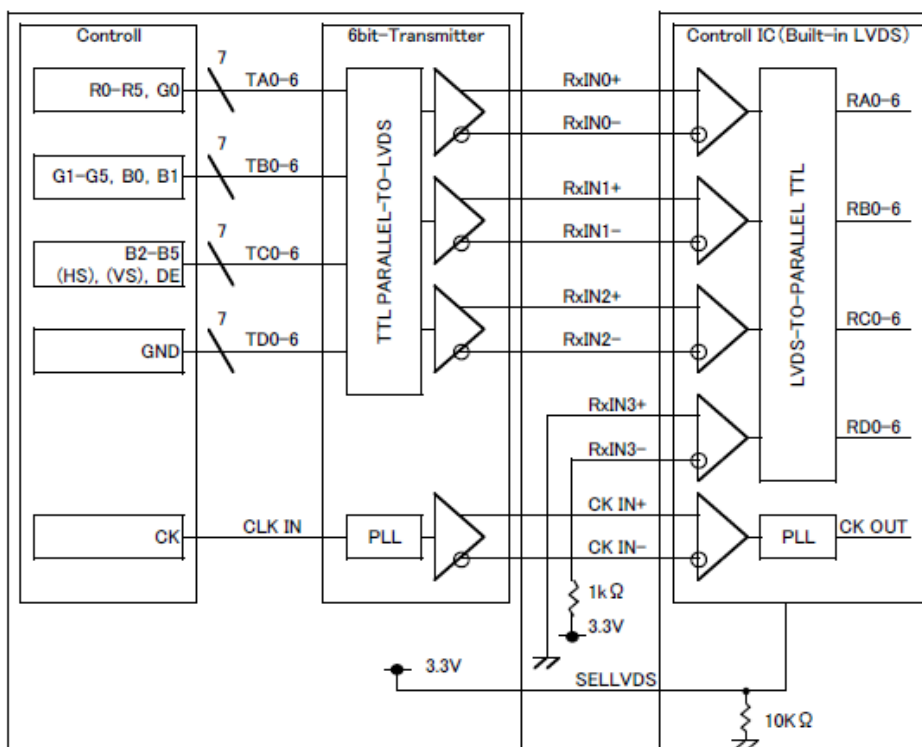 Controll
6bit-Transmitter
Controll IC(Built-in LVDS)
7
R0-R5, G0
TA0-6
RxIN0+
RA0-6
RxIN0-
7
G1-G5, B0, B1
TB0-6
RxIN1+
RB0-6
RxIN1-
7
B2-B5
(HS), (VS), DE
TC0-6
RxIN2+
RC0-6
RxIN2-
7
GND
TD0-6
TTL PARALLEL-TO-LVDS
LVDS-TO-PARALLEL TTL
RxIN3+
RD0-6
RxIN3-
CK
CLK IN
PLL
CK IN+
CK IN-
PLL
CK OUT
1kΩ
3.3V
3.3V
SELLVDS
10KΩ